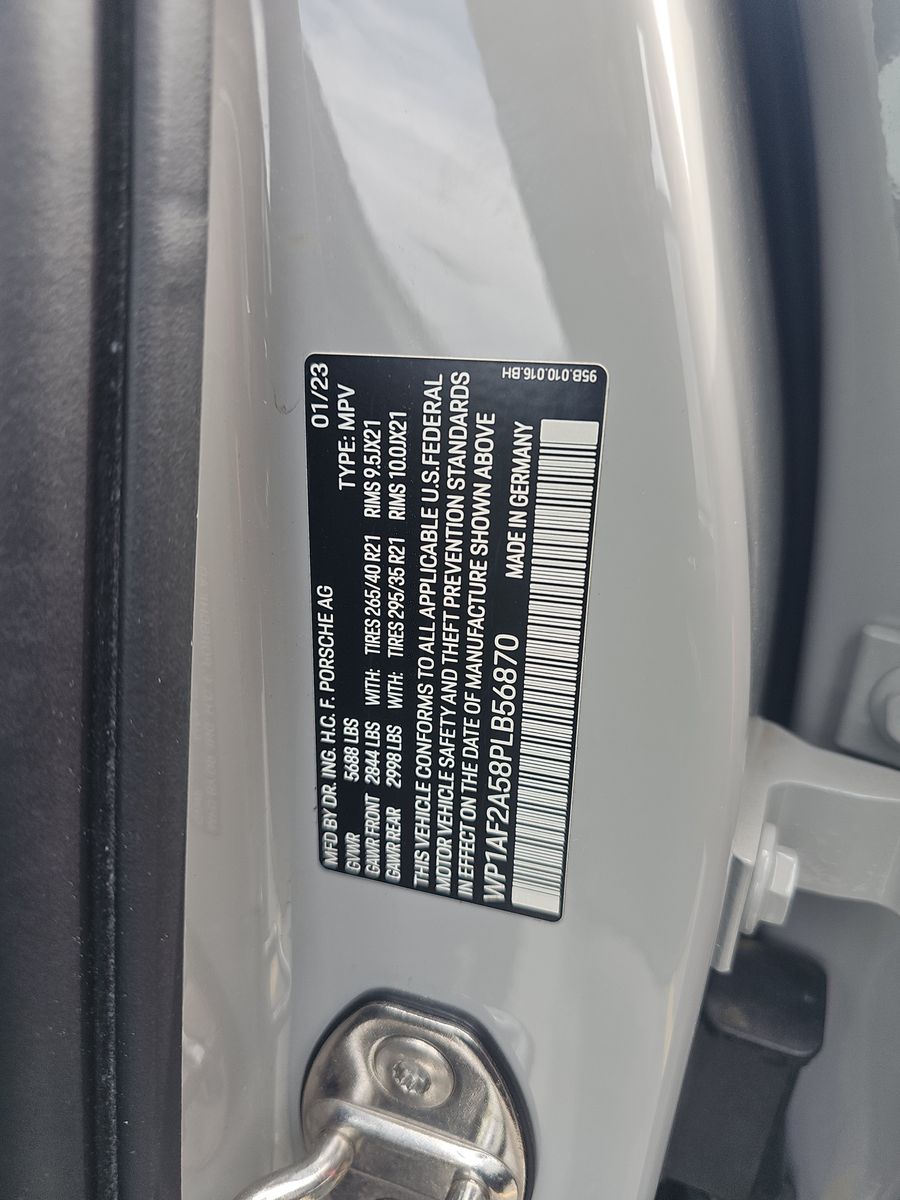 01/23
MFD BY DR. ING. H.C. F. PORSCHE AG
TYPE: MPV
GVWR 5688 LBS
GAWR FRONT 2844 LBS WITH: TIRES 265/40 R21 RIMS 9.5JX21
GAWR REAR 2998 LBS WITH: TIRES 295/35 R21 RIMS 10.0JX21
THIS VEHICLE CONFORMS TO ALL APPLICABLE U.S.FEDERAL
MOTOR VEHICLE SAFETY AND THEFT PREVENTION STANDARDS
IN EFFECT ON THE DATE OF MANUFACTURE SHOWN ABOVE
WP1AF2A58PLB56870 MADE IN GERMANY
95B.010.016.BH